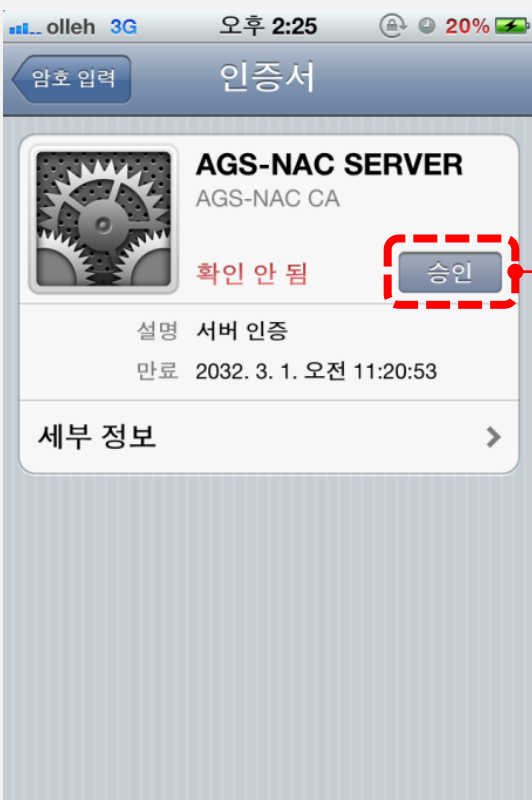 olleh 3G 오후 2:25 20%
암호 입력 인증서
AGS-NAC SERVER
AGS-NAC CA
확인 안 됨 승인
설명 서버 인증
만료 2032. 3. 1. 오전 11:20:53
세부 정보